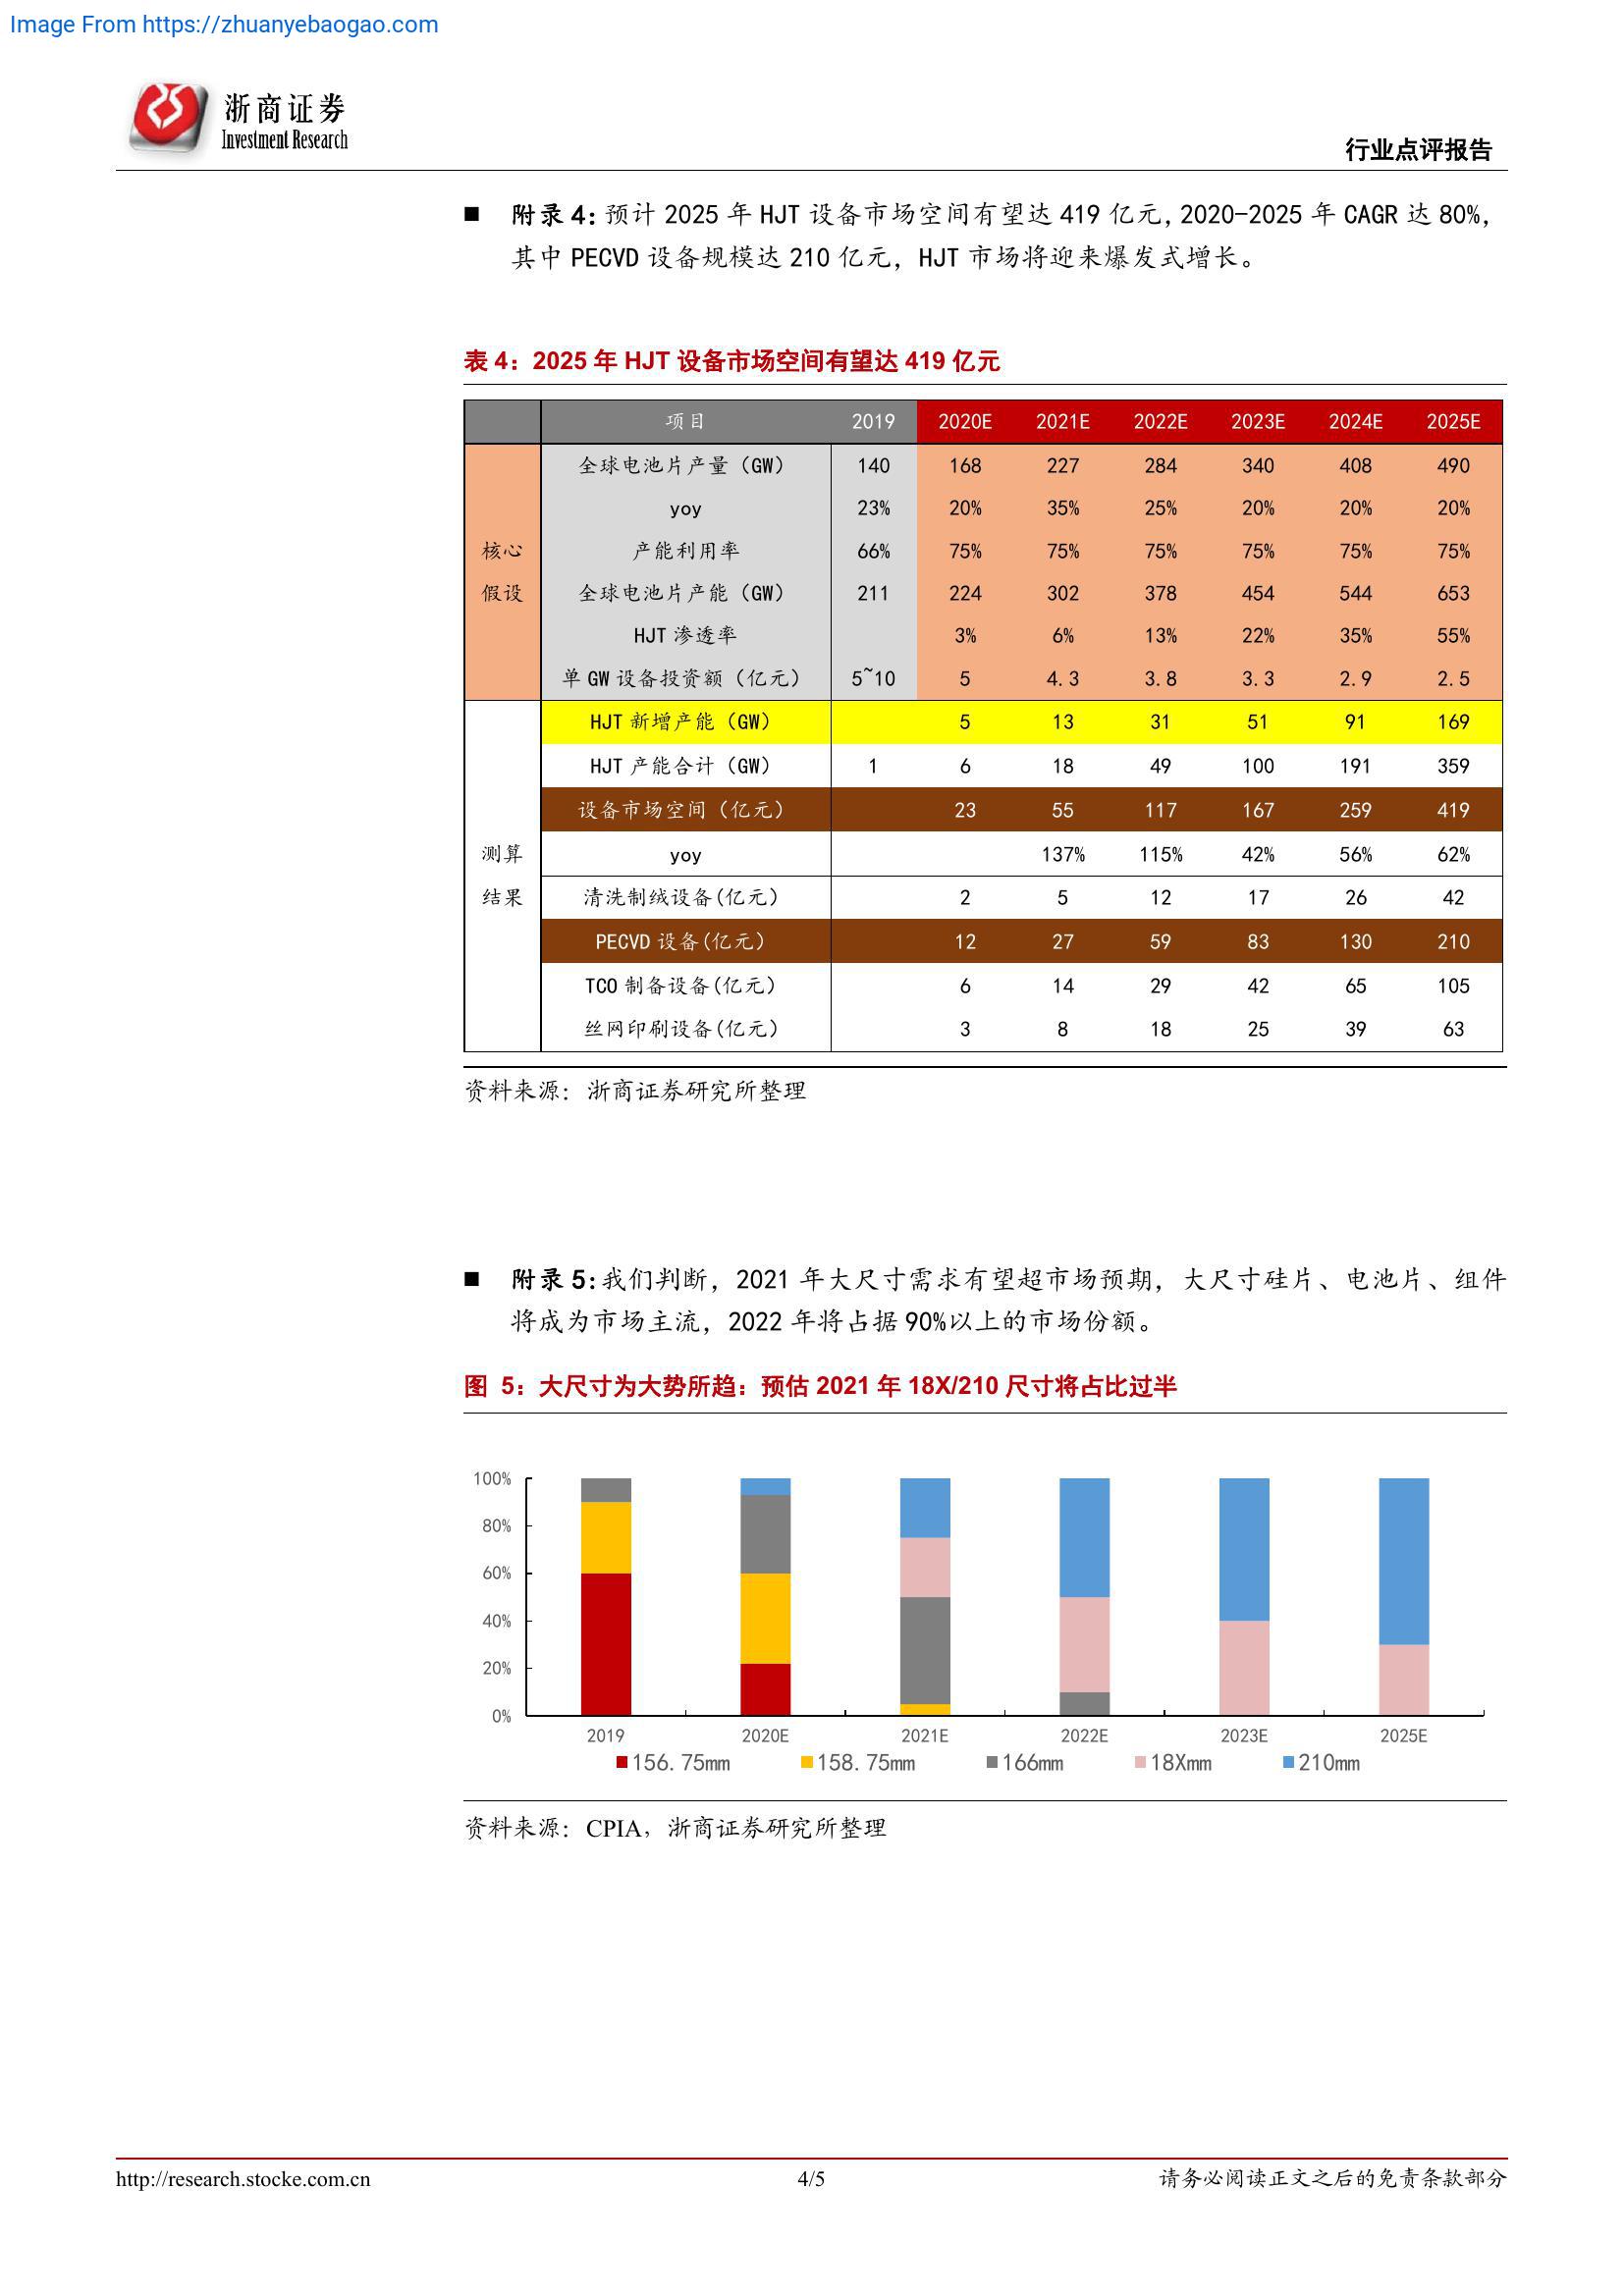 Image From https://zhuanyebaogao.com
浙商证券
Investment Research
行业点评报告
■ 附录 4: 预计 2025 年 HJT 设备市场空间有望达 419 亿元, 2020-2025 年 CAGR 达 80%,
其中 PECVD 设备规模达 210 亿元，HJT 市场将迎来爆发式增长。
表 4：2025 年 HJT 设备市场空间有望达 419 亿元
项目 2019 2020E 2021E 2022E 2023E 2024E 2025E
全球电池片产量（GW） 140 168 227 284 340 408 490
yoy 23% 20% 35% 25% 20% 20% 20%
核心 产能利用率 66% 75% 75% 75% 75% 75% 75%
假设 全球电池片产能（GW） 211 224 302 378 454 544 653
HJT 渗透率 3% 6% 13% 22% 35% 55%
单 GW 设备投资额（亿元） 5~10 5 4.3 3.8 3.3 2.9 2.5
HJT 新增产能（GW） 5 13 31 51 91 169
HJT 产能合计（GW） 1 6 18 49 100 191 359
设备市场空间（亿元） 23 55 117 167 259 419
测算 yoy 137% 115% 42% 56% 62%
结果 清洗制绒设备(亿元) 2 5 12 17 26 42
PECVD 设备(亿元) 12 27 59 83 130 210
TCO 制备设备(亿元) 6 14 29 42 65 105
丝网印刷设备(亿元) 3 8 18 25 39 63
资料来源：浙商证券研究所整理
■ 附录 5:我们判断，2021 年大尺寸需求有望超市场预期，大尺寸硅片、电池片、组件
将成为市场主流，2022 年将占据 90%以上的市场份额。
图 5：大尺寸为大势所趋：预估 2021 年 18X/210 尺寸将占比过半
100%
80%
60%
40%
20%
0%
2019 2020E 2021E 2022E 2023E 2025E
156.75mm 158.75mm 166mm 18Xmm 210mm
资料来源：CPIA，浙商证券研究所整理
http://research.stocke.com.cn 4/5 请务必阅读正文之后的免责条款部分